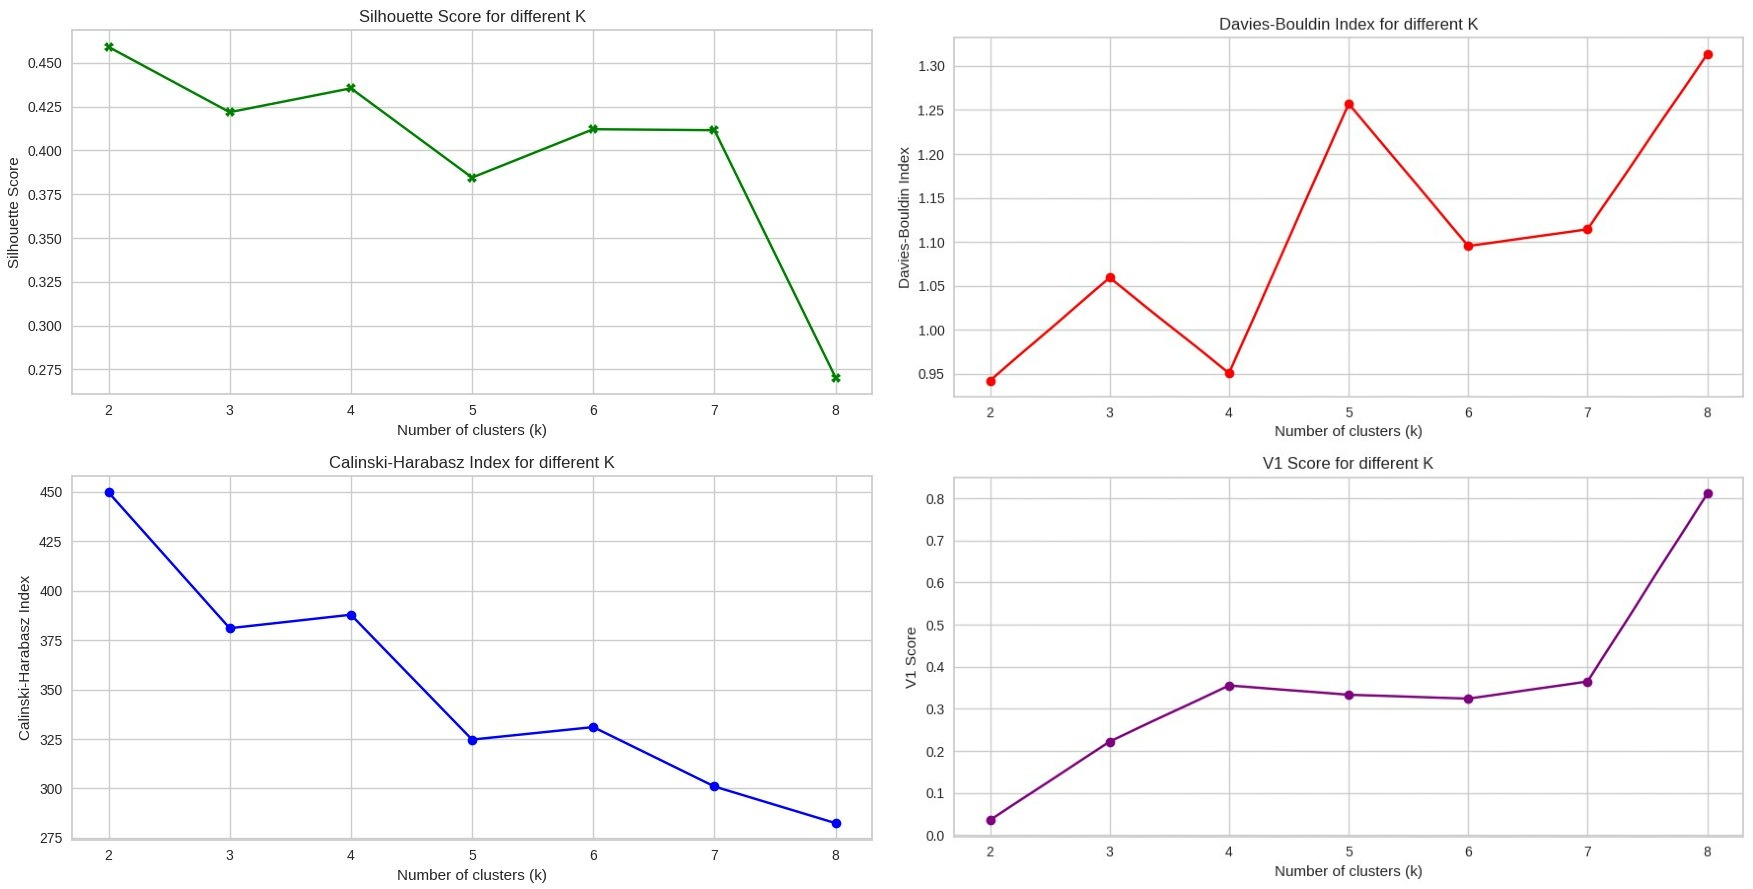 Silhouette Score for different K
Silhouette Score
0.450
0.425
0.400
0.375
0.350
0.325
0.300
0.275
2 3 4 5 6 7 8
Number of clusters (k)
Davies-Bouldin Index for different K
Davies-Bouldin Index
1.30
1.25
1.20
1.15
1.10
1.05
1.00
0.95
2 3 4 5 6 7 8
Number of clusters (k)
Calinski-Harabasz Index for different K
Calinski-Harabasz Index
450
425
400
375
350
325
300
275
2 3 4 5 6 7 8
Number of clusters (k)
V1 Score for different K
V1 Score
0.8
0.7
0.6
0.5
0.4
0.3
0.2
0.1
0.0
2 3 4 5 6 7 8
Number of clusters (k)